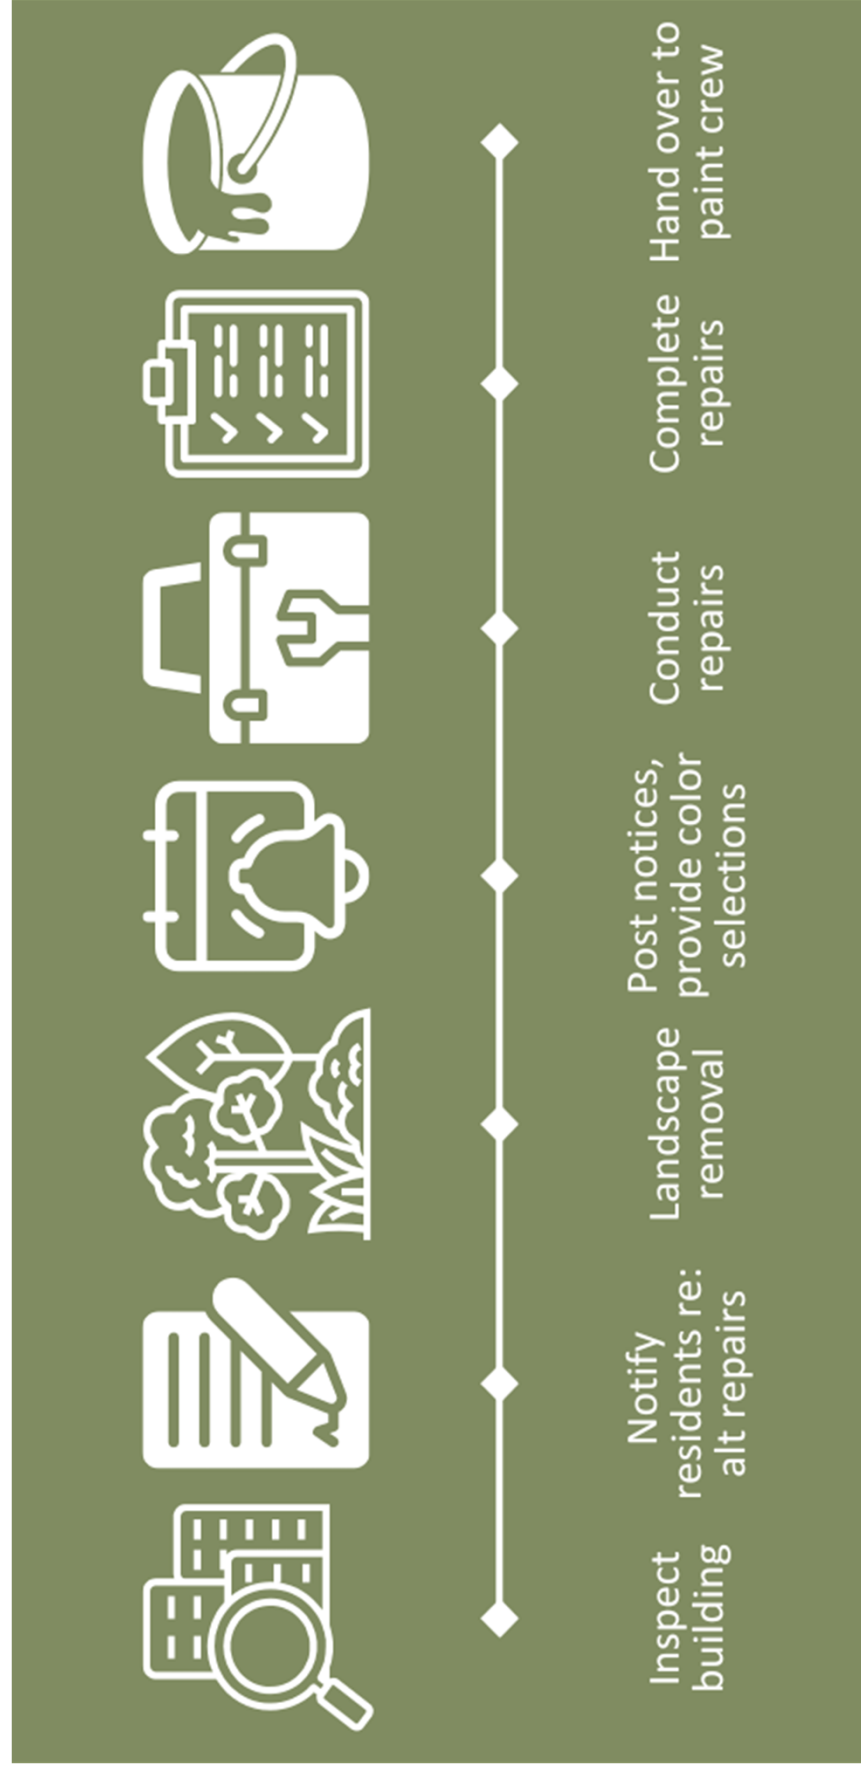 Inspect
building
Notify
residents re:
alt repairs
Landscape
removal
Post notices,
provide color
selections
Conduct
repairs
Complete
repairs
Hand over to
paint crew